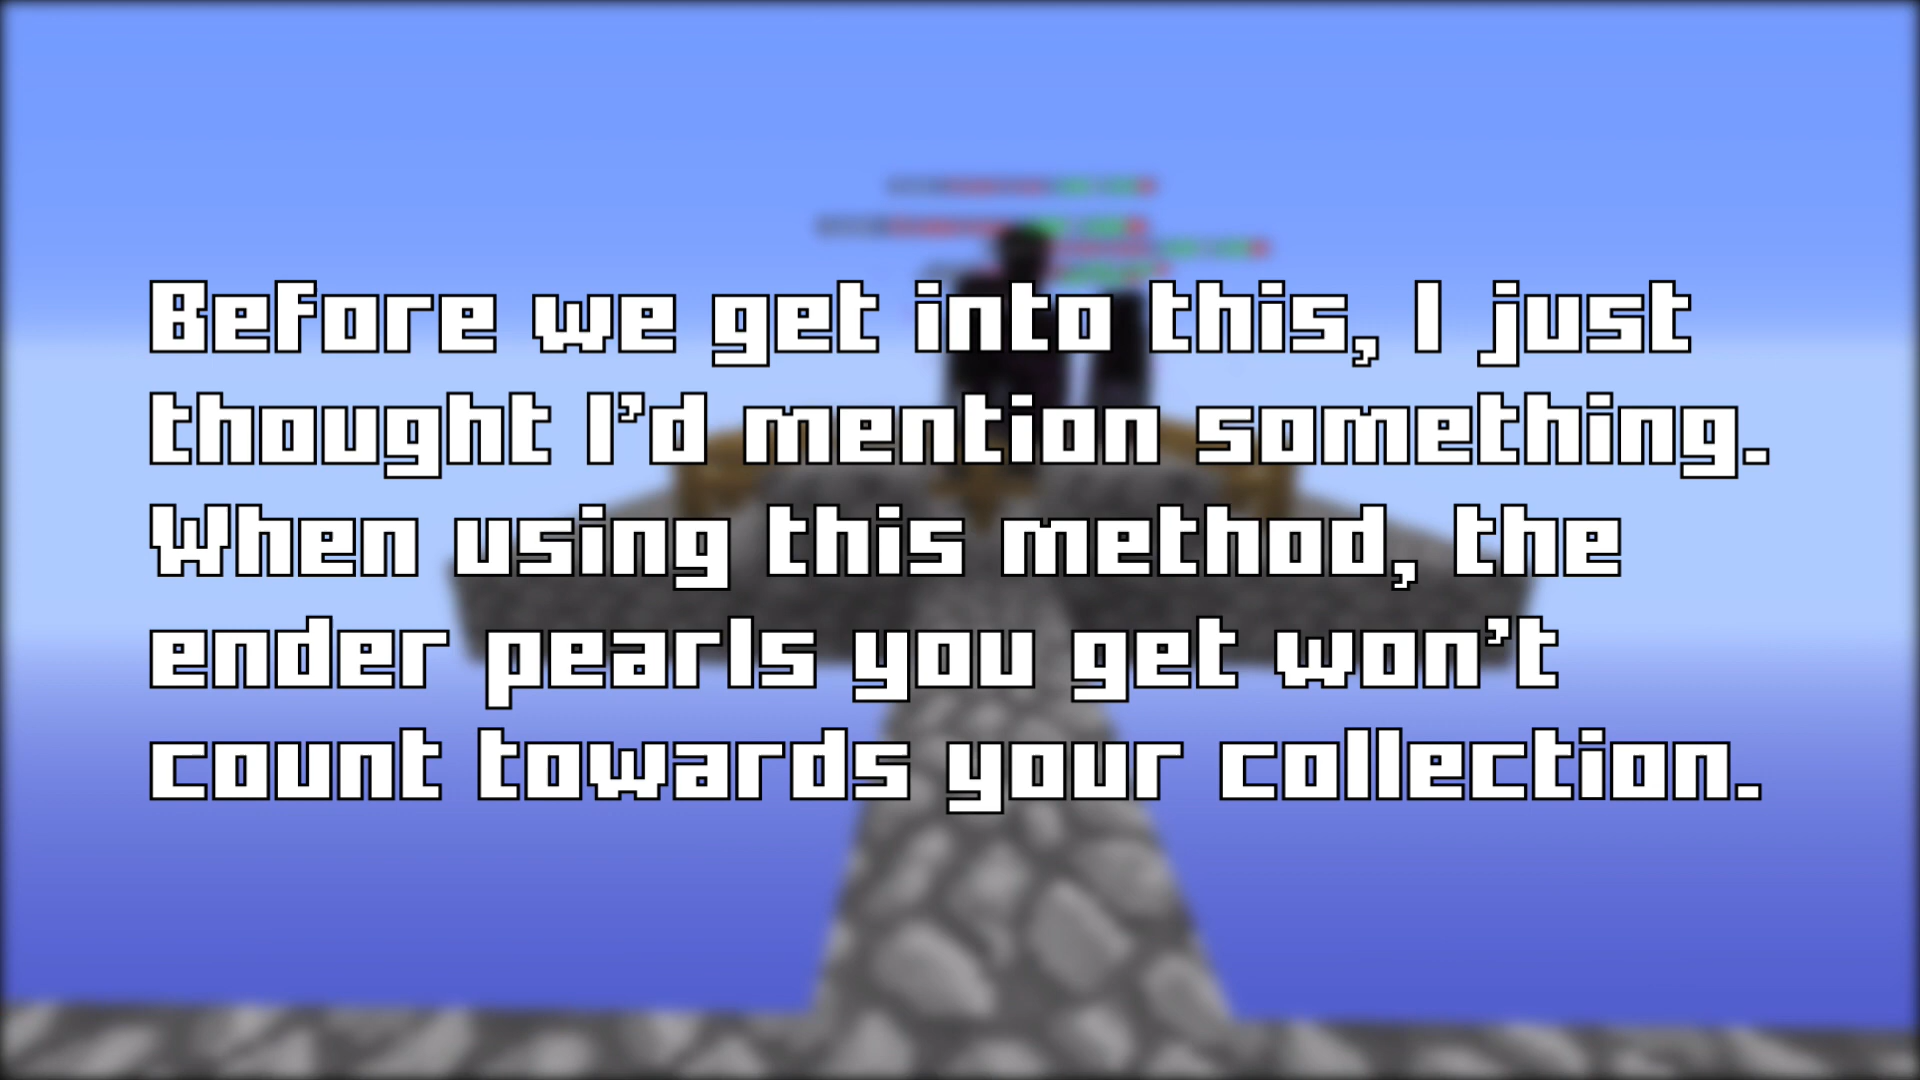 Before we get into this, I just
thought I’d mention something.
When using this method, the
ender pearls you get won’t
count towards your collection.